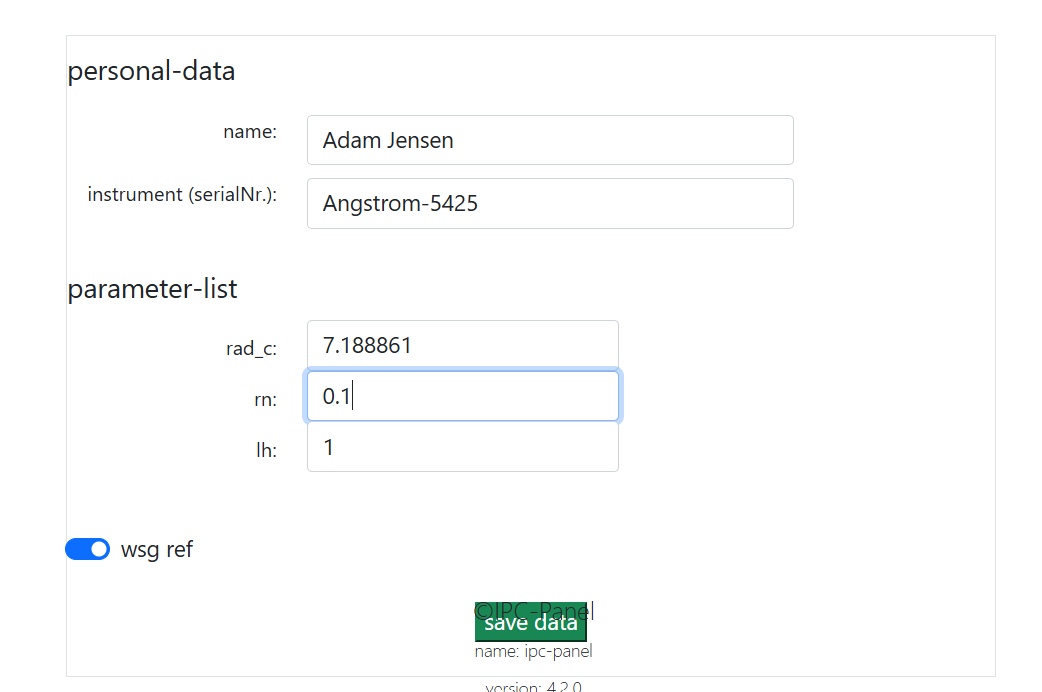 personal-data
name:
Adam Jensen
instrument (serialNr.):
Angstrom-5425
parameter-list
rad_c:
7.188861
rn:
0.1
lh:
1
wsg ref
©IPC-Panel
save data
name: ipc-panel
version: 4.2.0